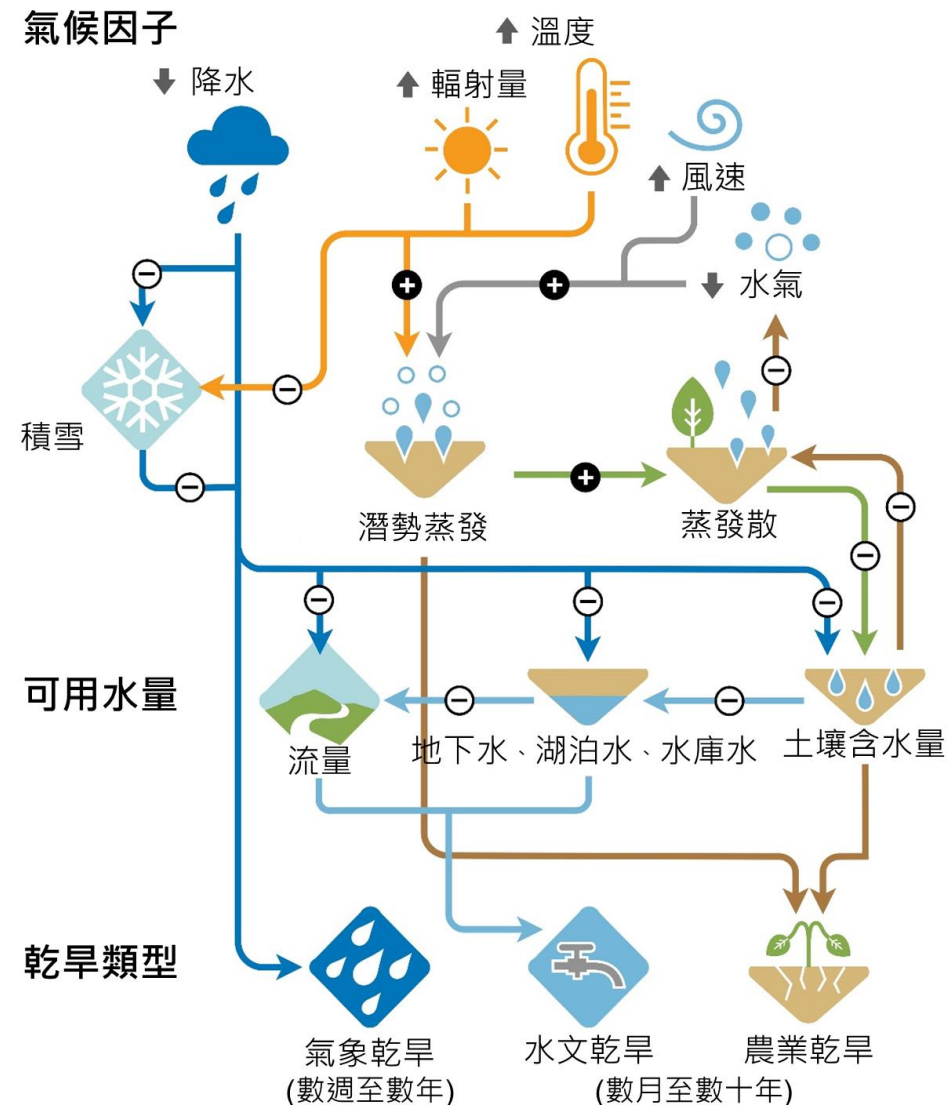 氣候因子
溫度
降水
輻射量
風速
水氣
積雪
潛勢蒸發
蒸發散
可用水量
流量
地下水、湖泊水、水庫水
土壤含水量
乾旱類型
氣象乾旱
(數週至數年)
水文乾旱
農業乾旱
(數月至數十年)